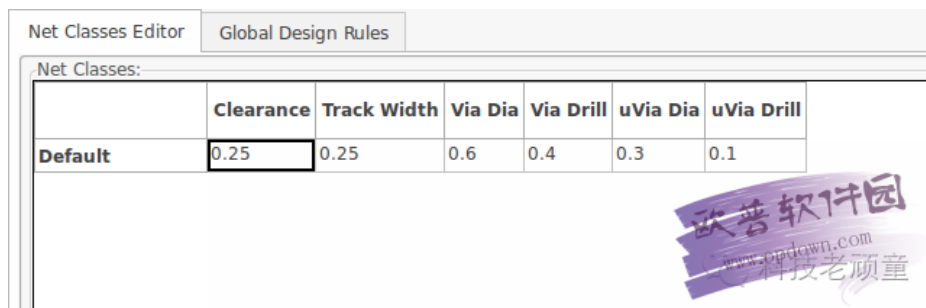 Net Classes Editor Global Design Rules
Net Classes:
Clearance Track Width Via Dia Via Drill uVia Dia uVia Drill
Default 0.25 0.25 0.6 0.4 0.3 0.1
欧普软件园
www.opdown.com
科技老顽童